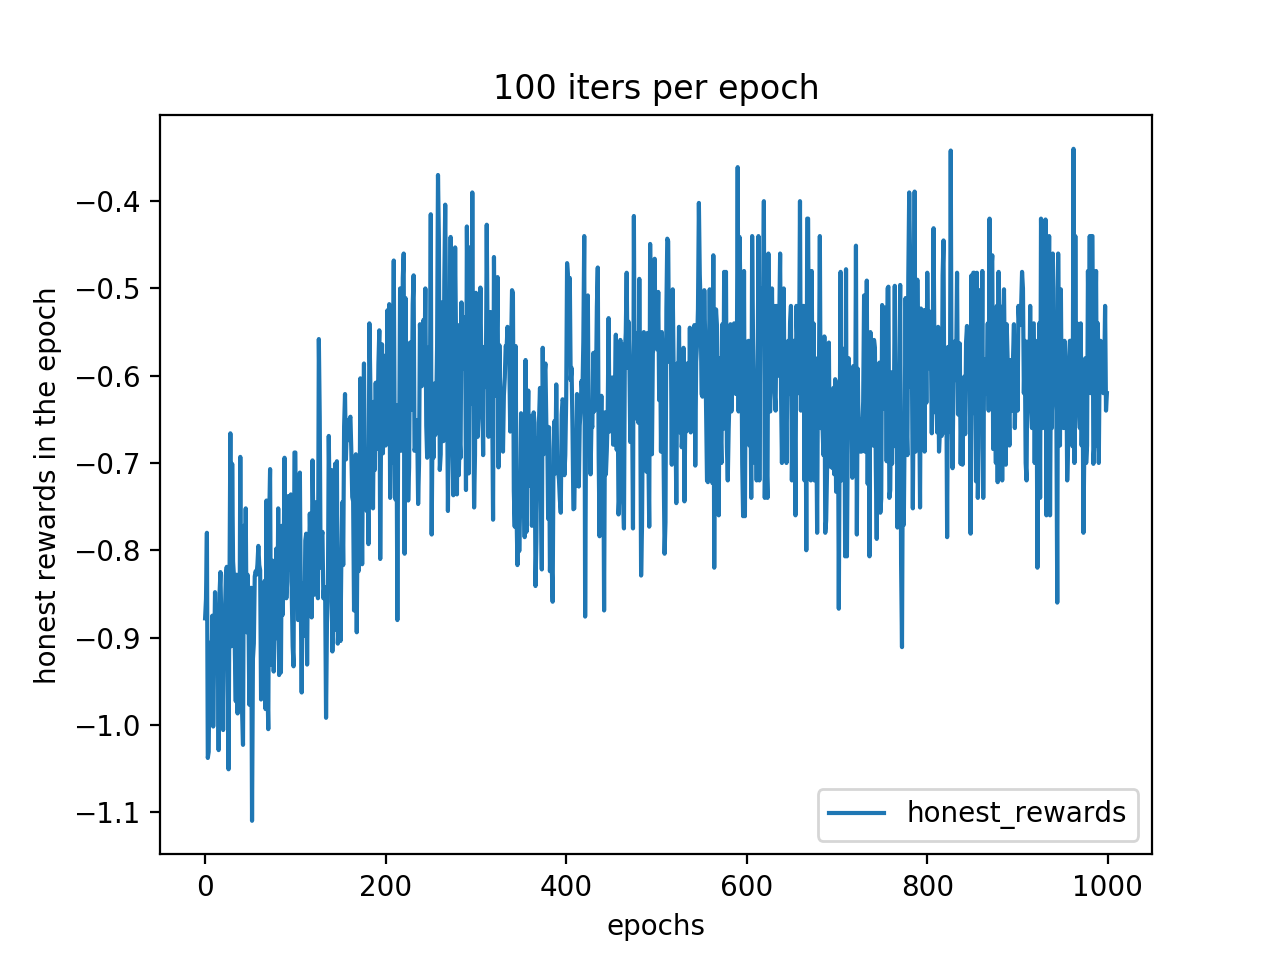 100 iters per epoch
honest rewards in the epoch
−0.4
−0.5
−0.6
−0.7
−0.8
−0.9
−1.0
−1.1
honest_rewards
0 200 400 600 800 1000
epochs